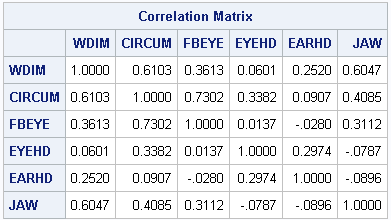 Correlation Matrix
WDIM CIRCUM FBEYE EYEHD EARHD JAW
WDIM 1.0000 0.6103 0.3613 0.0601 0.2520 0.6047
CIRCUM 0.6103 1.0000 0.7302 0.3382 0.0907 0.4085
FBEYE 0.3613 0.7302 1.0000 0.0137 -.0280 0.3112
EYEHD 0.0601 0.3382 0.0137 1.0000 0.2974 -.0787
EARHD 0.2520 0.0907 -.0280 0.2974 1.0000 -.0896
JAW 0.6047 0.4085 0.3112 -.0787 -.0896 1.0000